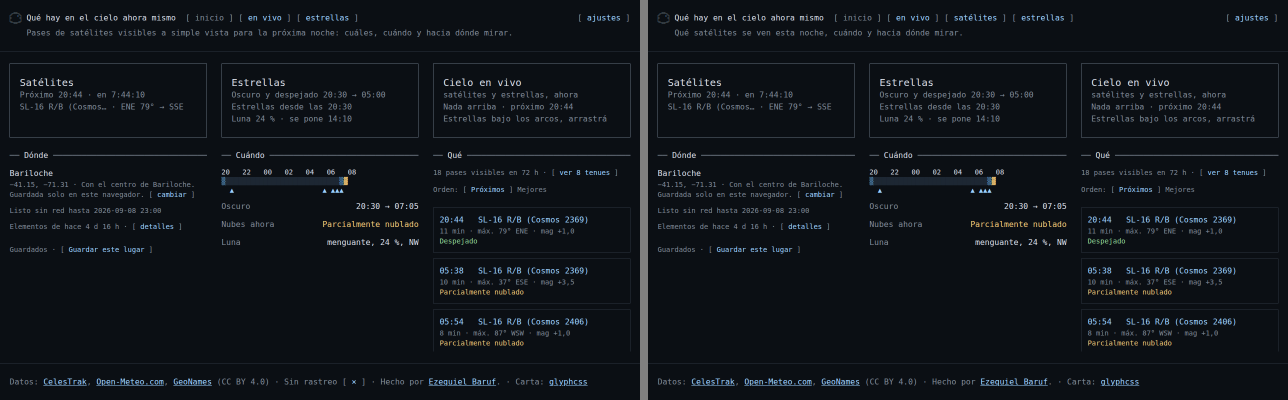 Qué hay en el cielo ahora mismo [ inicio ] [ en vivo ] [ estrellas ] [ ajustes ]
Pases de satélites visibles a simple vista para la próxima noche: cuáles, cuándo y hacia dónde mirar.
Satélites
Próximo 20:44 · en 7:44:10
SL-16 R/B (Cosmos… · ENE 79° → SSE
Estrellas
Oscuro y despejado 20:30 → 05:00
Estrellas desde las 20:30
Luna 24 % · se pone 14:10
Cielo en vivo
satélites y estrellas, ahora
Nada arriba · próximo 20:44
Estrellas bajo los arcos, arrastrá
Dónde
Bariloche
−41.15, −71.31 · Con el centro de Bariloche.
Guardada solo en este navegador. [ cambiar ]
Listo sin red hasta 2026-09-08 23:00
Elementos de hace 4 d 16 h · [ detalles ]
Guardados · [ Guardar este lugar ]
Cuándo
20 22 00 02 04 06 08
Oscuro 20:30 → 07:05
Nubes ahora Parcialmente nublado
Luna menguante, 24 %, NW
Qué
18 pases visibles en 72 h · [ ver 8 tenues ]
Orden: [ Próximos ] Mejores
20:44 SL-16 R/B (Cosmos 2369)
11 min · máx. 79° ENE · mag +1,0
Despejado
05:38 SL-16 R/B (Cosmos 2369)
10 min · máx. 37° ESE · mag +3,5
Parcialmente nublado
05:54 SL-16 R/B (Cosmos 2406)
8 min · máx. 87° WSW · mag +1,0
Parcialmente nublado
Datos: CelesTrak, Open-Meteo.com, GeoNames (CC BY 4.0) · Sin rastreo [ × ] · Hecho por Ezequiel Baruf. · Carta: glyphcss
Qué hay en el cielo ahora mismo [ inicio ] [ en vivo ] [ satélites ] [ estrellas ] [ ajustes ]
Qué satélites se ven esta noche, cuándo y hacia dónde mirar.
Satélites
Próximo 20:44 · en 7:44:10
SL-16 R/B (Cosmos… · ENE 79° → SSE
Estrellas
Oscuro y despejado 20:30 → 05:00
Estrellas desde las 20:30
Luna 24 % · se pone 14:10
Cielo en vivo
satélites y estrellas, ahora
Nada arriba · próximo 20:44
Estrellas bajo los arcos, arrastrá
Dónde
Bariloche
−41.15, −71.31 · Con el centro de Bariloche.
Guardada solo en este navegador. [ cambiar ]
Listo sin red hasta 2026-09-08 23:00
Elementos de hace 4 d 16 h · [ detalles ]
Guardados · [ Guardar este lugar ]
Cuándo
20 22 00 02 04 06 08
Oscuro 20:30 → 07:05
Nubes ahora Parcialmente nublado
Luna menguante, 24 %, NW
Qué
18 pases visibles en 72 h · [ ver 8 tenues ]
Orden: [ Próximos ] Mejores
20:44 SL-16 R/B (Cosmos 2369)
11 min · máx. 79° ENE · mag +1,0
Despejado
05:38 SL-16 R/B (Cosmos 2369)
10 min · máx. 37° ESE · mag +3,5
Parcialmente nublado
05:54 SL-16 R/B (Cosmos 2406)
8 min · máx. 87° WSW · mag +1,0
Parcialmente nublado
Datos: CelesTrak, Open-Meteo.com, GeoNames (CC BY 4.0) · Hecho por Ezequiel Baruf. · Carta: glyphcss